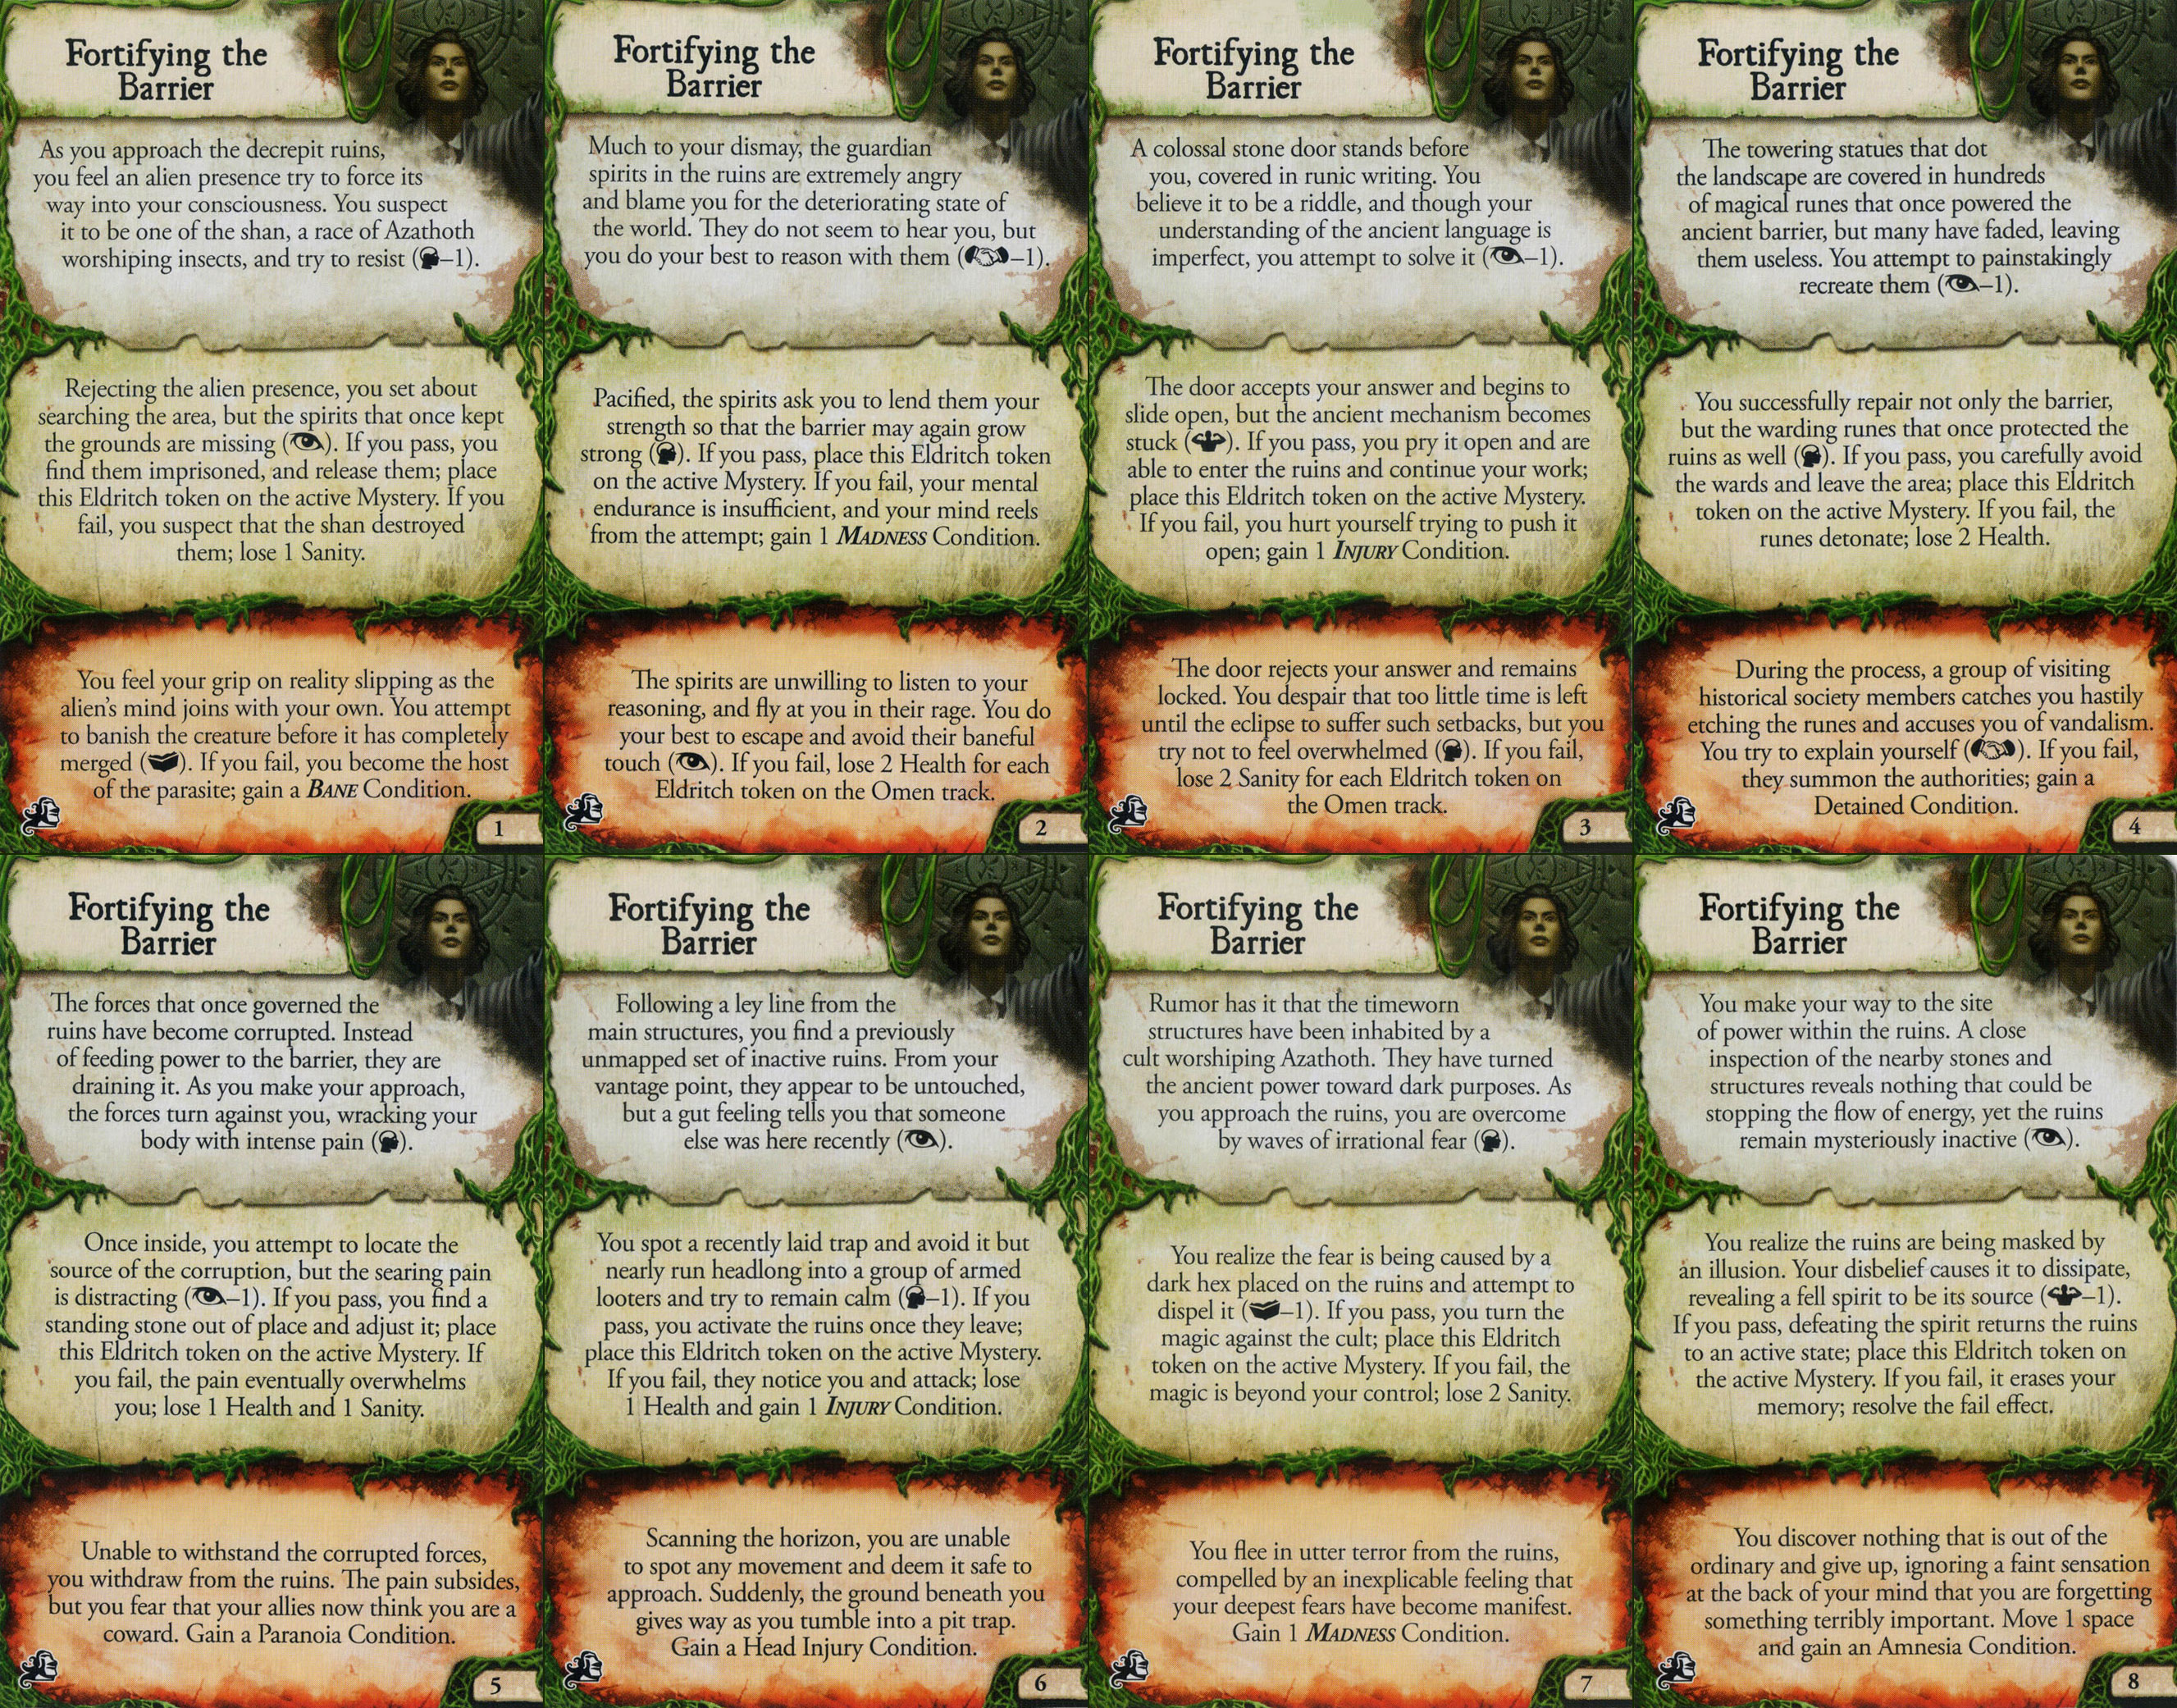 Fortifying the
Barrier
As you approach the decrepit ruins,
you feel an alien presence try to force its
way into your consciousness. You suspect
it to be one of the shan, a race of Azathoth
worshiping insects, and try to resist (–1).
Rejecting the alien presence, you set about
searching the area, but the spirits that once kept
the grounds are missing (). If you pass, you
find them imprisoned, and release them; place
this Eldritch token on the active Mystery. If you
fail, you suspect that the shan destroyed
them; lose 1 Sanity.
You feel your grip on reality slipping as the
alien's mind joins with your own. You attempt
to banish the creature before it has completely
merged (). If you fail, you become the host
of the parasite; gain a BANE Condition.
1
Fortifying the
Barrier
Much to your dismay, the guardian
spirits in the ruins are extremely angry
and blame you for the deteriorating state of
the world. They do not seem to hear you, but
you do your best to reason with them (–1).
Pacified, the spirits ask you to lend them your
strength so that the barrier may again grow
strong (). If you pass, place this Eldritch token
on the active Mystery. If you fail, your mental
endurance is insufficient, and your mind reels
from the attempt; gain 1 MADNESS Condition.
The spirits are unwilling to listen to your
reasoning, and fly at you in their rage. You do
your best to escape and avoid their baneful
touch (). If you fail, lose 2 Health for each
Eldritch token on the Omen track.
2
Fortifying the
Barrier
A colossal stone door stands before
you, covered in runic writing. You
believe it to be a riddle, and though your
understanding of the ancient language is
imperfect, you attempt to solve it (–1).
The door accepts your answer and begins to
slide open, but the ancient mechanism becomes
stuck (). If you pass, you pry it open and are
able to enter the ruins and continue your work;
place this Eldritch token on the active Mystery.
If you fail, you hurt yourself trying to push it
open; gain 1 INJURY Condition.
The door rejects your answer and remains
locked. You despair that too little time is left
until the eclipse to suffer such setbacks, but you
try not to feel overwhelmed (). If you fail,
lose 2 Sanity for each Eldritch token on
the Omen track.
3
Fortifying the
Barrier
The towering statues that dot
the landscape are covered in hundreds
of magical runes that once powered the
ancient barrier, but many have faded, leaving
them useless. You attempt to painstakingly
recreate them (–1).
You successfully repair not only the barrier,
but the warding runes that once protected the
ruins as well (). If you pass, you carefully avoid
the wards and leave the area; place this Eldritch
token on the active Mystery. If you fail, the
runes detonate; lose 2 Health.
During the process, a group of visiting
historical society members catches you hastily
etching the runes and accuses you of vandalism.
You try to explain yourself (). If you fail,
they summon the authorities; gain a
Detained Condition.
4
Fortifying the
Barrier
The forces that once governed the
ruins have become corrupted. Instead
of feeding power to the barrier, they are
draining it. As you make your approach,
the forces turn against you, wracking your
body with intense pain ().
Once inside, you attempt to locate the
source of the corruption, but the searing pain
is distracting (–1). If you pass, you find a
standing stone out of place and adjust it; place
this Eldritch token on the active Mystery. If
you fail, the pain eventually overwhelms
you; lose 1 Health and 1 Sanity.
Unable to withstand the corrupted forces,
you withdraw from the ruins. The pain subsides,
but you fear that your allies now think you are a
coward. Gain a Paranoia Condition.
5
Fortifying the
Barrier
Following a ley line from the
main structures, you find a previously
unmapped set of inactive ruins. From your
vantage point, they appear to be untouched,
but a gut feeling tells you that someone
else was here recently ().
You spot a recently laid trap and avoid it but
nearly run headlong into a group of armed
looters and try to remain calm (–1). If you
pass, you activate the ruins once they leave;
place this Eldritch token on the active Mystery.
If you fail, they notice you and attack; lose
1 Health and gain 1 INJURY Condition.
Scanning the horizon, you are unable
to spot any movement and deem it safe to
approach. Suddenly, the ground beneath you
gives way as you tumble into a pit trap.
Gain a Head Injury Condition.
6
Fortifying the
Barrier
Rumor has it that the timeworn
structures have been inhabited by a
cult worshiping Azathoth. They have turned
the ancient power toward dark purposes. As
you approach the ruins, you are overcome
by waves of irrational fear ().
You realize the fear is being caused by a
dark hex placed on the ruins and attempt to
dispel it (–1). If you pass, you turn the
magic against the cult; place this Eldritch
token on the active Mystery. If you fail, the
magic is beyond your control; lose 2 Sanity.
You flee in utter terror from the ruins,
compelled by an inexplicable feeling that
your deepest fears have become manifest.
Gain 1 MADNESS Condition.
7
Fortifying the
Barrier
You make your way to the site
of power within the ruins. A close
inspection of the nearby stones and
structures reveals nothing that could be
stopping the flow of energy, yet the ruins
remain mysteriously inactive ().
You realize the ruins are being masked by
an illusion. Your disbelief causes it to dissipate,
revealing a fell spirit to be its source (–1).
If you pass, defeating the spirit returns the ruins
to an active state; place this Eldritch token on
the active Mystery. If you fail, it erases your
memory; resolve the fail effect.
You discover nothing that is out of the
ordinary and give up, ignoring a faint sensation
at the back of your mind that you are forgetting
something terribly important. Move 1 space
and gain an Amnesia Condition.
8